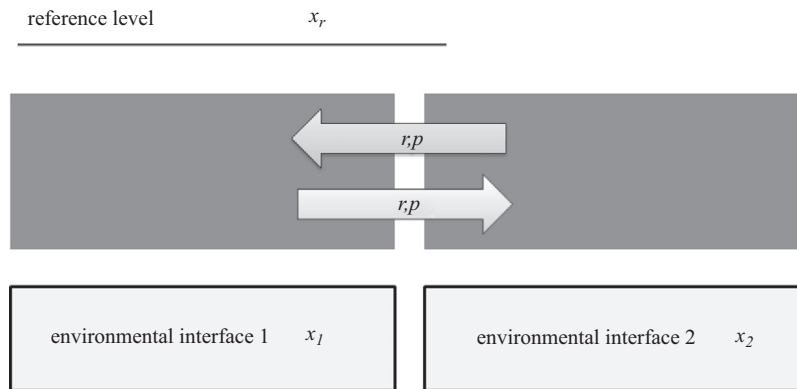 reference level x_r
r,p
r,p
environmental interface 1 x_1
environmental interface 2 x_2